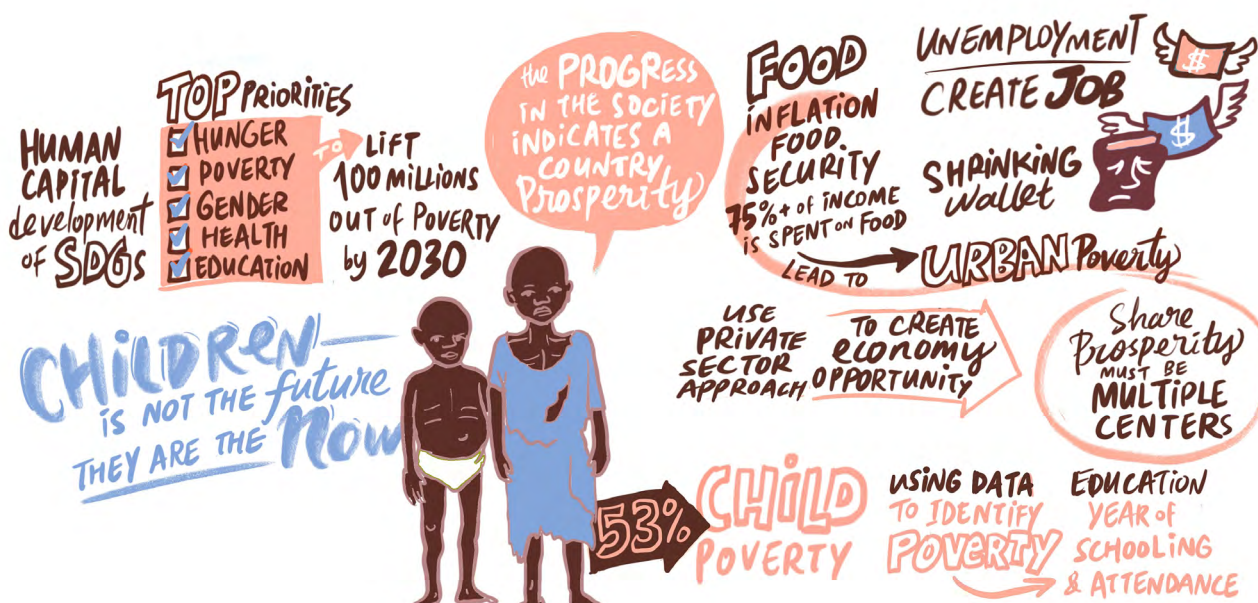 HUMAN
CAPITAL
development
of SDGs
TOP PRiORiTiES
HUNGER
POVERTY
GENDER
HEALTH
EDUCATION
TO
LiFT
100 MiLLiONS
OUT Of POVERTY
by 2030
CHiLDReN
iS NOT THE future
THEY ARE THE Now
the PROGRess
IN THE SOCiETY
iNDiCATES A
COUNTRY
Prosperity
FOOD
iNFLATiON
FOOD
SECURiTY
75%+ of iNCOME
iS SPENT ON FOOD
LEAD TO
URBAN Poverty
UNEMPLOYMENT
CREATE JOB
SHRiNKiNG
Wallet
$
$
USE
PRiVATE
SECTOR
APPROACH
TO CREATE
economy
OPPORTUNiTY
Share
Prosperity
MUST BE
MULTiPLE
CENTERS
53%
CHiLD
POVERTY
USiNG DATA
TO iDENTiFY
POVERTY
EDUCATiON
YEAR of
SCHOOLiNG
& ATTENDANCE